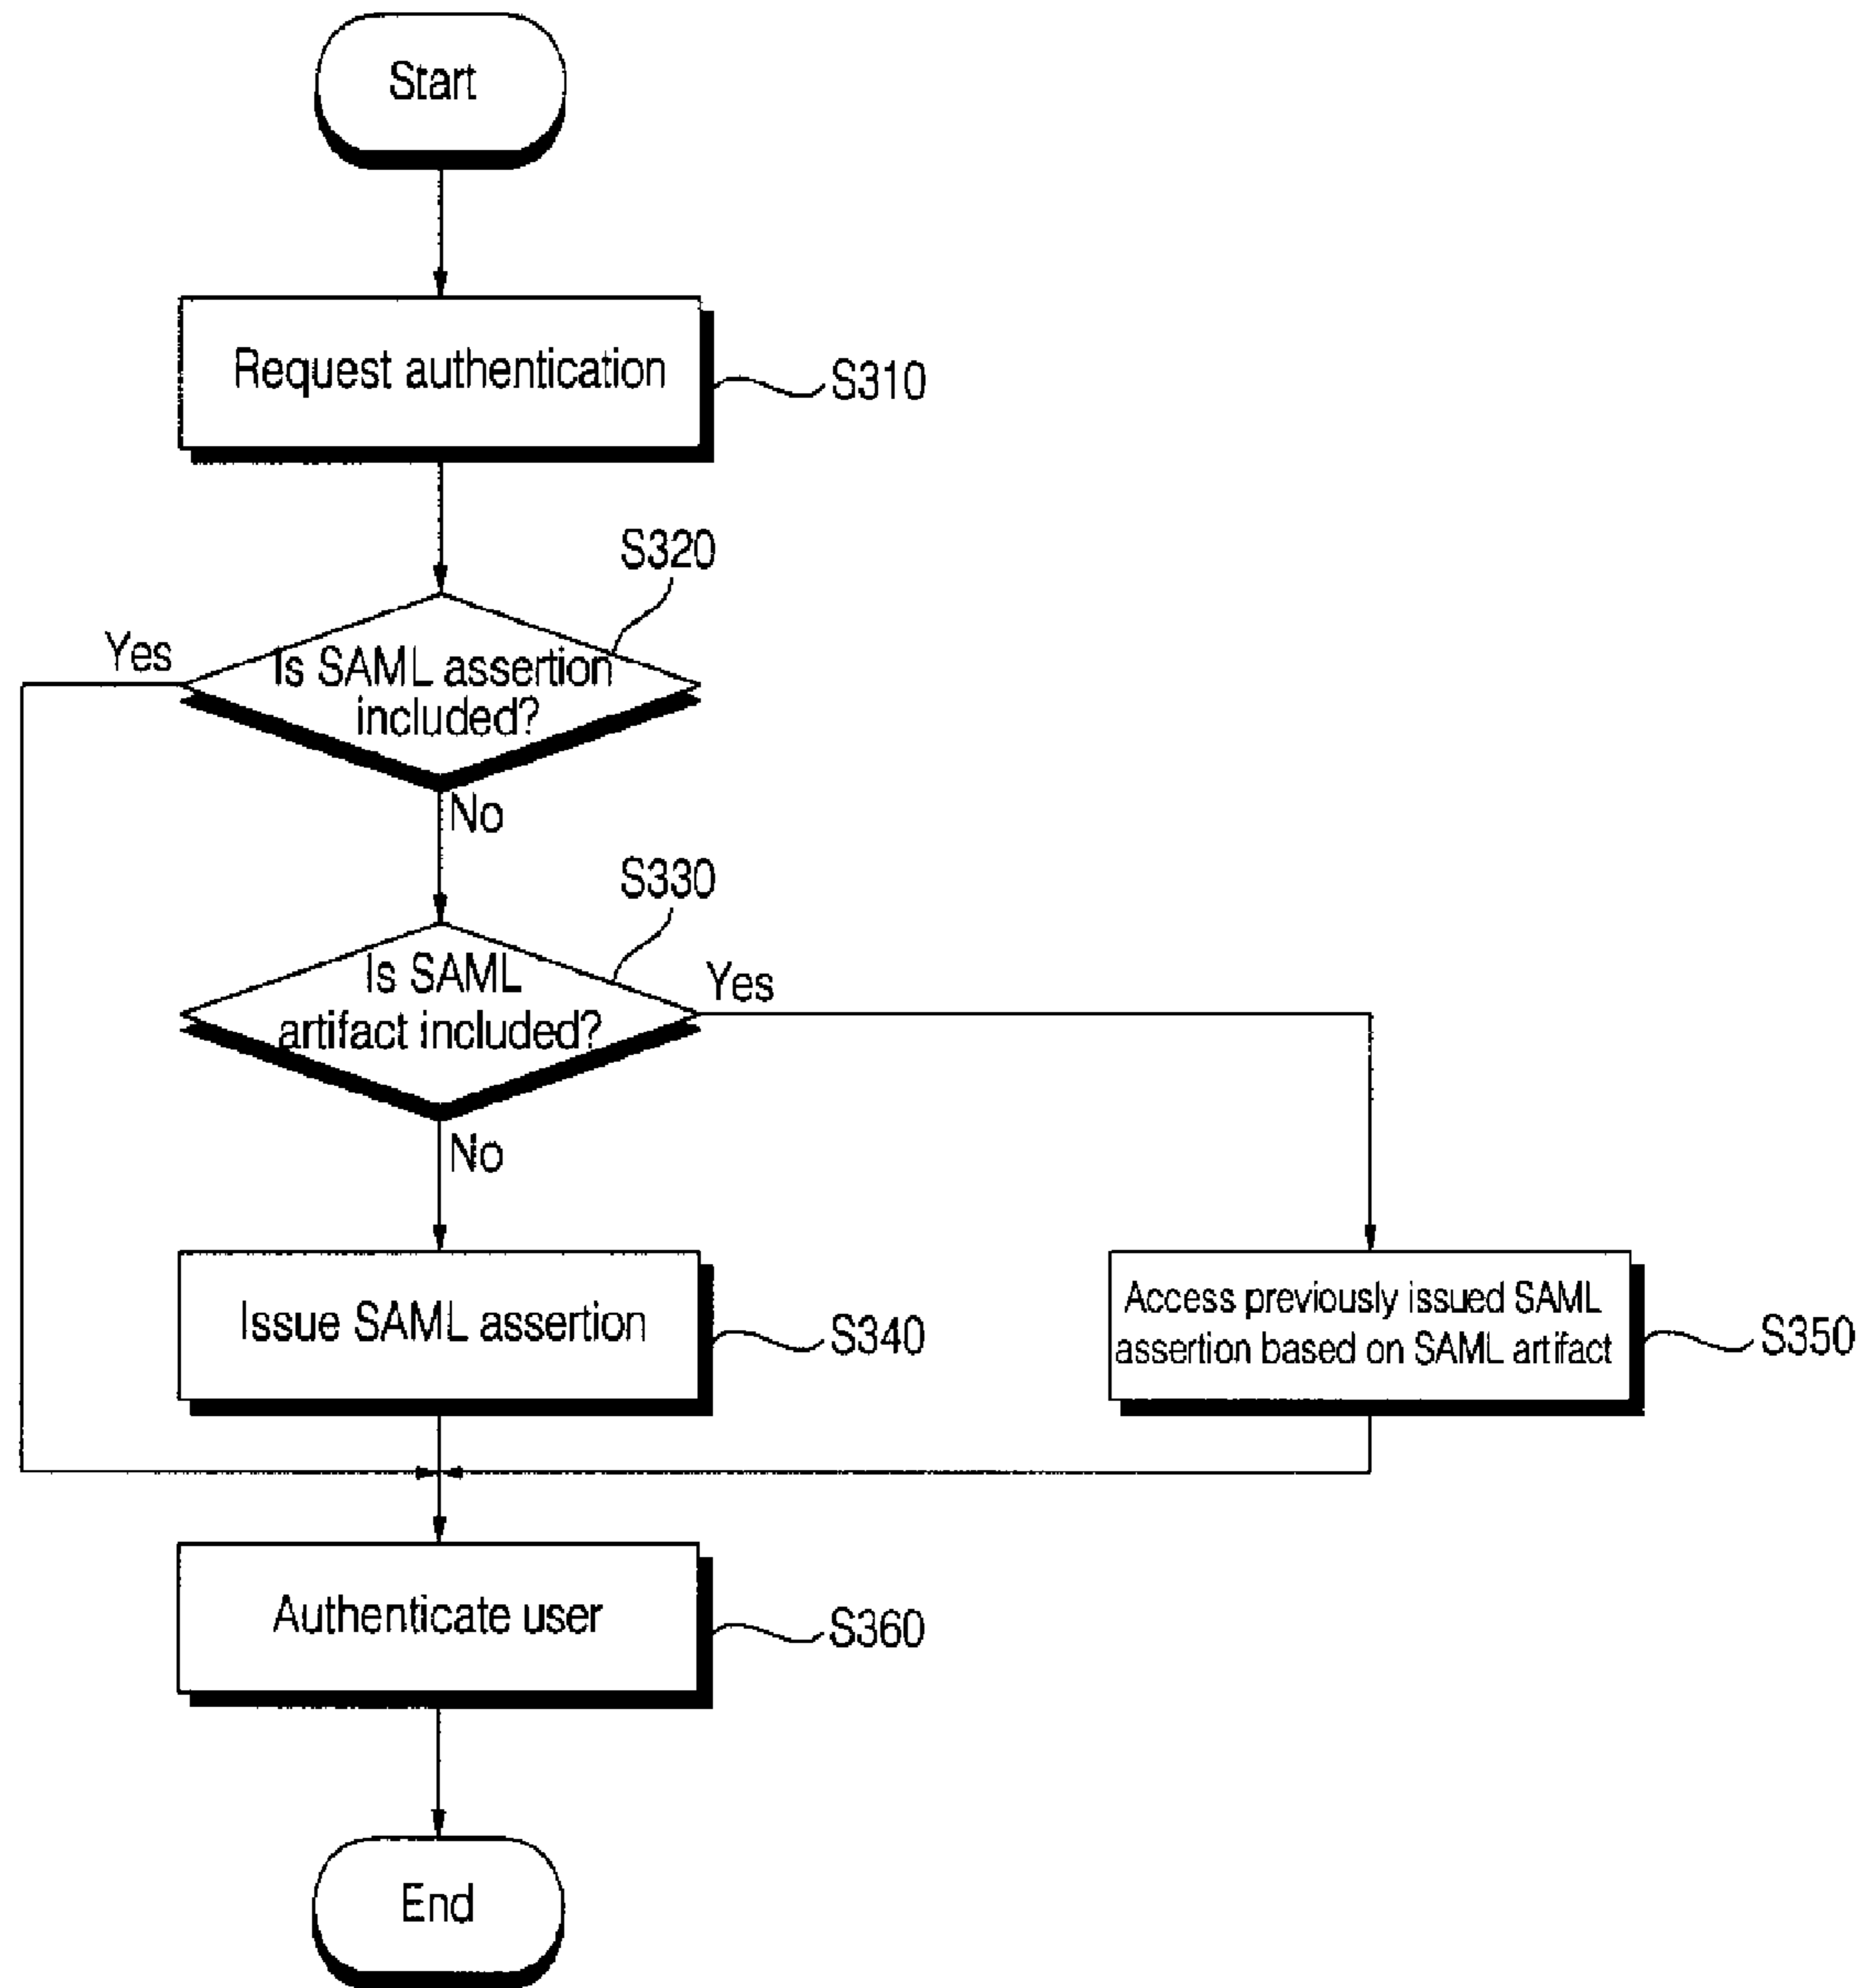 Start
Request authentication
S310
S320
Yes
Is SAML assertion
included?
No
S330
Is SAML
artifact included?
Yes
No
Issue SAML assertion
S340
Access previously issued SAML
assertion based on SAML artifact
S350
Authenticate user
S360
End